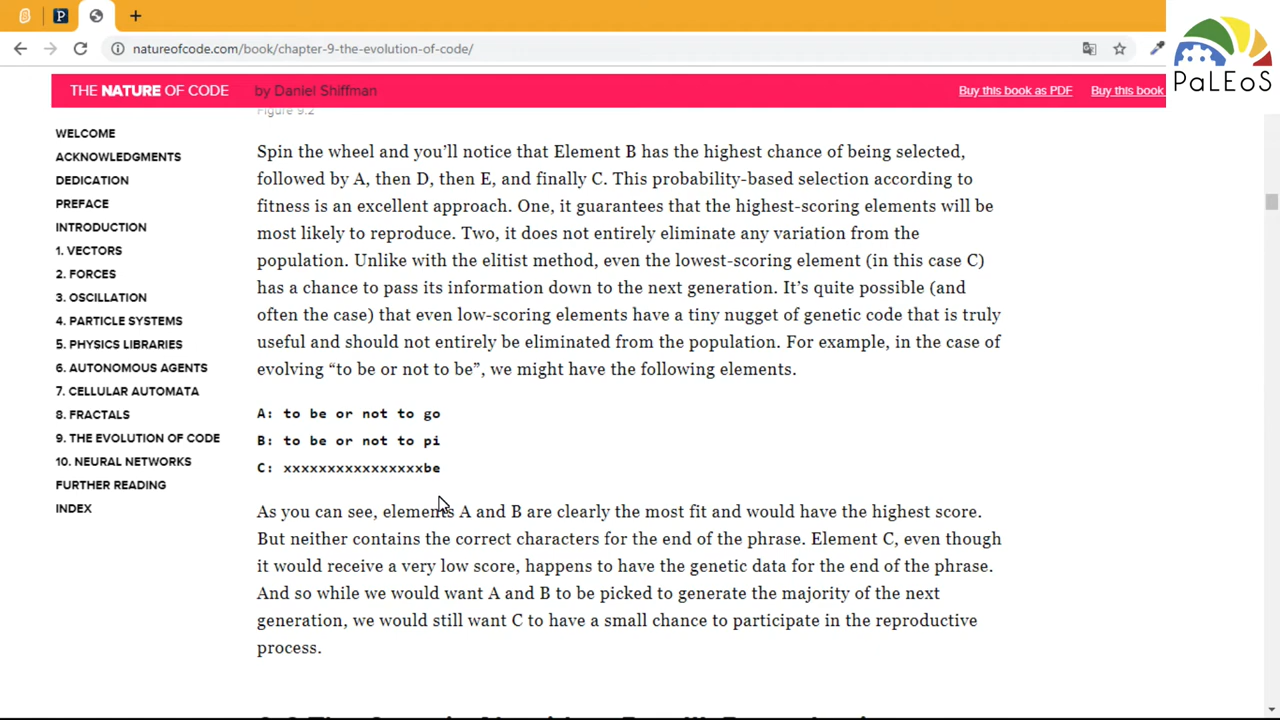 natureofcode.com/book/chapter-9-the-evolution-of-code/
PaLEoS
THE NATURE OF CODE by Daniel Shiffman
Buy this book as PDF Buy this book
WELCOME
ACKNOWLEDGMENTS
DEDICATION
PREFACE
INTRODUCTION
1. VECTORS
2. FORCES
3. OSCILLATION
4. PARTICLE SYSTEMS
5. PHYSICS LIBRARIES
6. AUTONOMOUS AGENTS
7. CELLULAR AUTOMATA
8. FRACTALS
9. THE EVOLUTION OF CODE
10. NEURAL NETWORKS
FURTHER READING
INDEX
Figure 9.2
Spin the wheel and you’ll notice that Element B has the highest chance of being selected,
followed by A, then D, then E, and finally C. This probability-based selection according to
fitness is an excellent approach. One, it guarantees that the highest-scoring elements will be
most likely to reproduce. Two, it does not entirely eliminate any variation from the
population. Unlike with the elitist method, even the lowest-scoring element (in this case C)
has a chance to pass its information down to the next generation. It’s quite possible (and
often the case) that even low-scoring elements have a tiny nugget of genetic code that is truly
useful and should not entirely be eliminated from the population. For example, in the case of
evolving “to be or not to be”, we might have the following elements.
A: to be or not to go
B: to be or not to pi
C: xxxxxxxxxxxxxxxxbe
As you can see, elements A and B are clearly the most fit and would have the highest score.
But neither contains the correct characters for the end of the phrase. Element C, even though
it would receive a very low score, happens to have the genetic data for the end of the phrase.
And so while we would want A and B to be picked to generate the majority of the next
generation, we would still want C to have a small chance to participate in the reproductive
process.